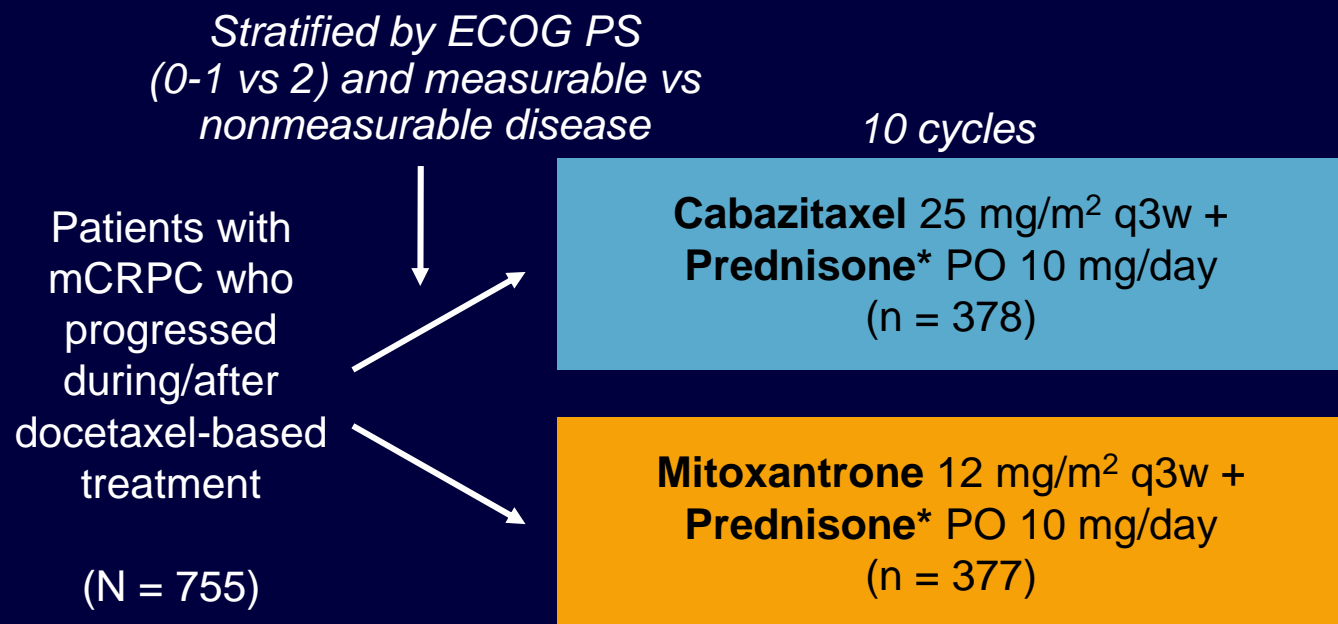 Stratified by ECOG PS
(0-1 vs 2) and measurable vs
nonmeasurable disease
10 cycles
Patients with
mCRPC who
progressed
during/after
docetaxel-based
treatment
(N = 755)
Cabazitaxel 25 mg/m² q3w +
Prednisone* PO 10 mg/day
(n = 378)
Mitoxantrone 12 mg/m² q3w +
Prednisone* PO 10 mg/day
(n = 377)